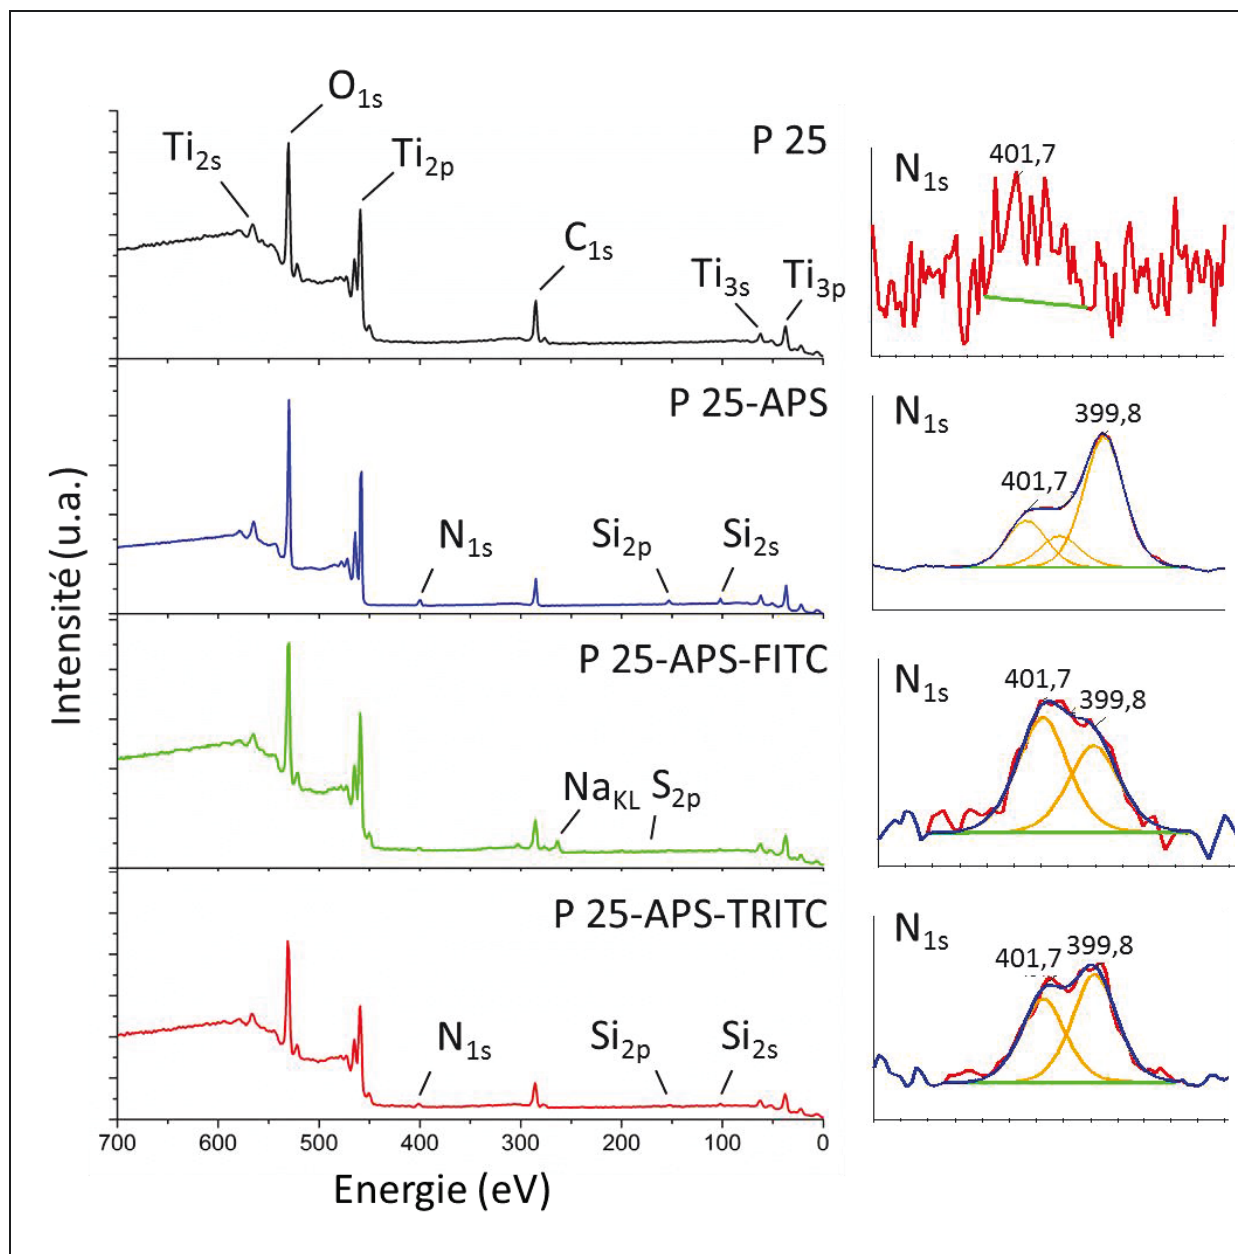 P 25
O1s
Ti2s
Ti2p
C1s
Ti3s
Ti3p
N1s
401,7
P 25-APS
N1s
Si2p
Si2s
N1s
399,8
401,7
P 25-APS-FITC
NaKL
S2p
N1s
401,7
399,8
P 25-APS-TRITC
N1s
Si2p
Si2s
N1s
399,8
401,7
Intensité (u.a.)
700
600
500
400
300
200
100
0
Energie (eV)